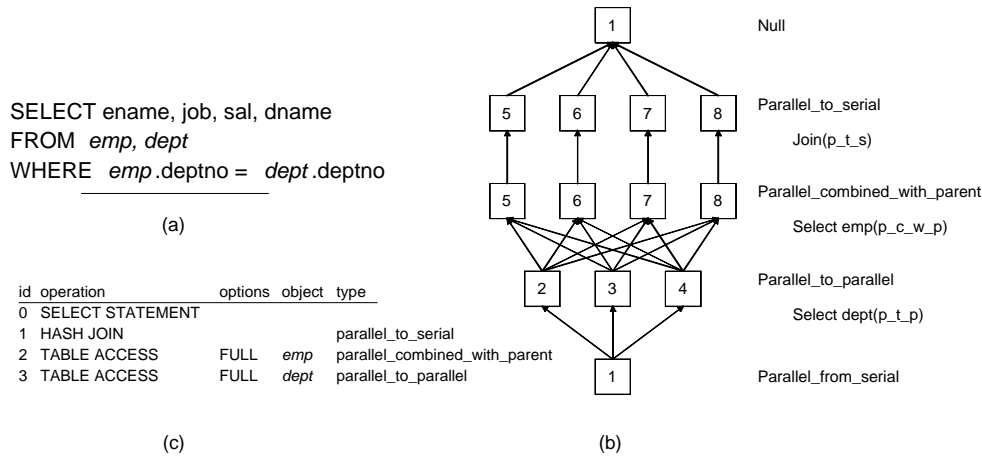 SELECT ename, job, sal, dname
FROM emp, dept
WHERE emp.deptno = dept.deptno
(a)
id operation options object type
0 SELECT STATEMENT
1 HASH JOIN parallel_to_serial
2 TABLE ACCESS FULL emp parallel_combined_with_parent
3 TABLE ACCESS FULL dept parallel_to_parallel
(c)
1 Null
5 6 7 8 Parallel_to_serial
Join(p_t_s)
5 6 7 8 Parallel_combined_with_parent
Select emp(p_c_w_p)
2 3 4 Parallel_to_parallel
Select dept(p_t_p)
1 Parallel_from_serial
(b)